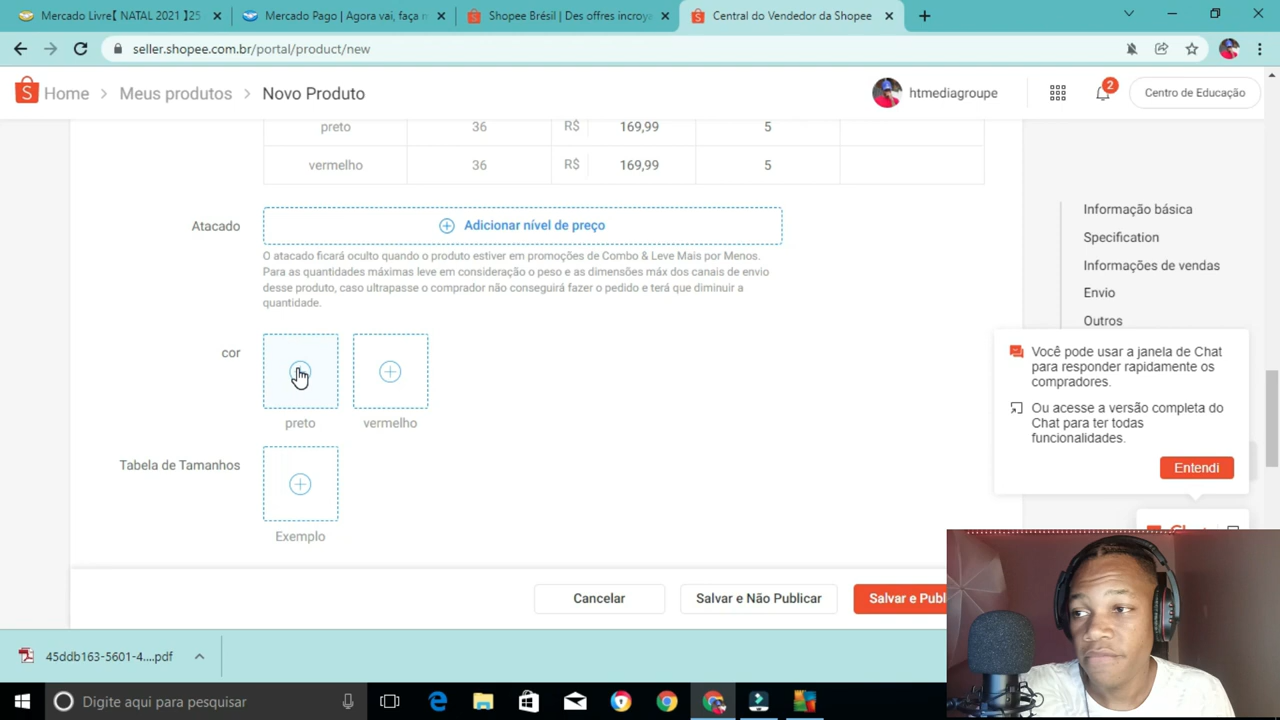 Mercado Livre【 NATAL 2021 】25
Mercado Pago | Agora vai, faça m
Shopee Brésil | Des offres incroya
Central do Vendedor da Shopee
seller.shopee.com.br/portal/product/new
Home > Meus produtos > Novo Produto
htmediagroupe
2
Centro de Educação
preto 36 R$ 169,99 5
vermelho 36 R$ 169,99 5
Atacado
Adicionar nível de preço
O atacado ficará oculto quando o produto estiver em promoções de Combo & Leve Mais por Menos.
Para as quantidades máximas leve em consideração o peso e as dimensões máx dos canais de envio
desse produto, caso ultrapasse o comprador não conseguirá fazer o pedido e terá que diminuir a
quantidade.
cor
preto
vermelho
Tabela de Tamanhos
Exemplo
Informação básica
Specification
Informações de vendas
Envio
Outros
Você pode usar a janela de Chat
para responder rapidamente os
compradores.
Ou acesse a versão completa do
Chat para ter todas
funcionalidades.
Entendi
Cancelar
Salvar e Não Publicar
Salvar e Publ
45ddb163-5601-4....pdf
Digite aqui para pesquisar